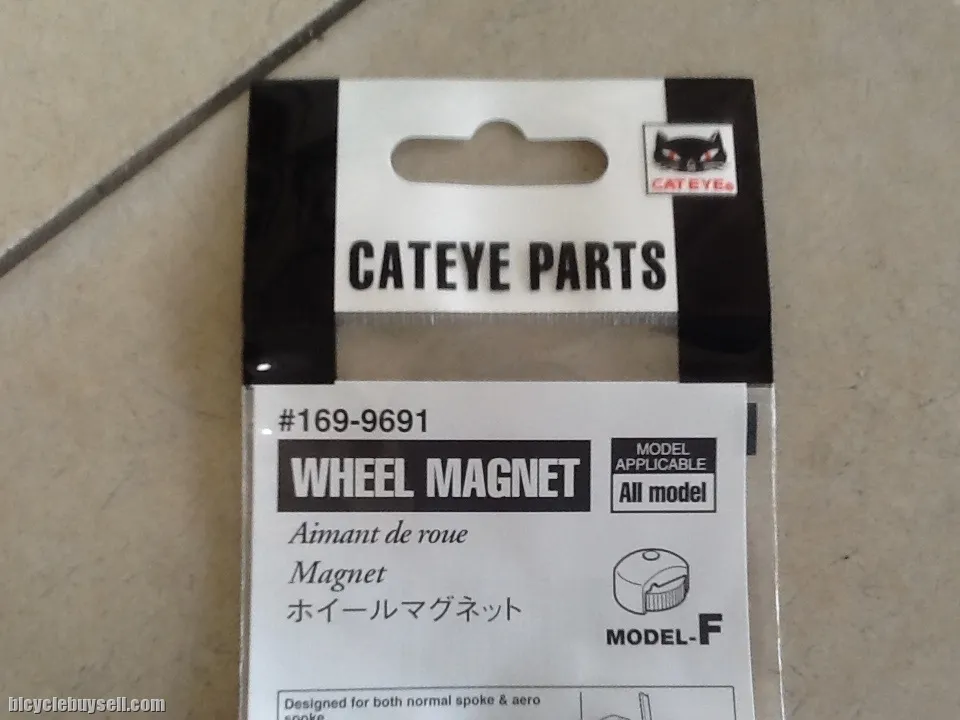 CATEYE®
CATEYE PARTS
#169-9691
WHEEL MAGNET
MODEL
APPLICABLE
All model
Aimant de roue
Magnet
ホイールマグネット
MODEL-F
Designed for both normal spoke & aero
spoke
bicyclebuysell.com